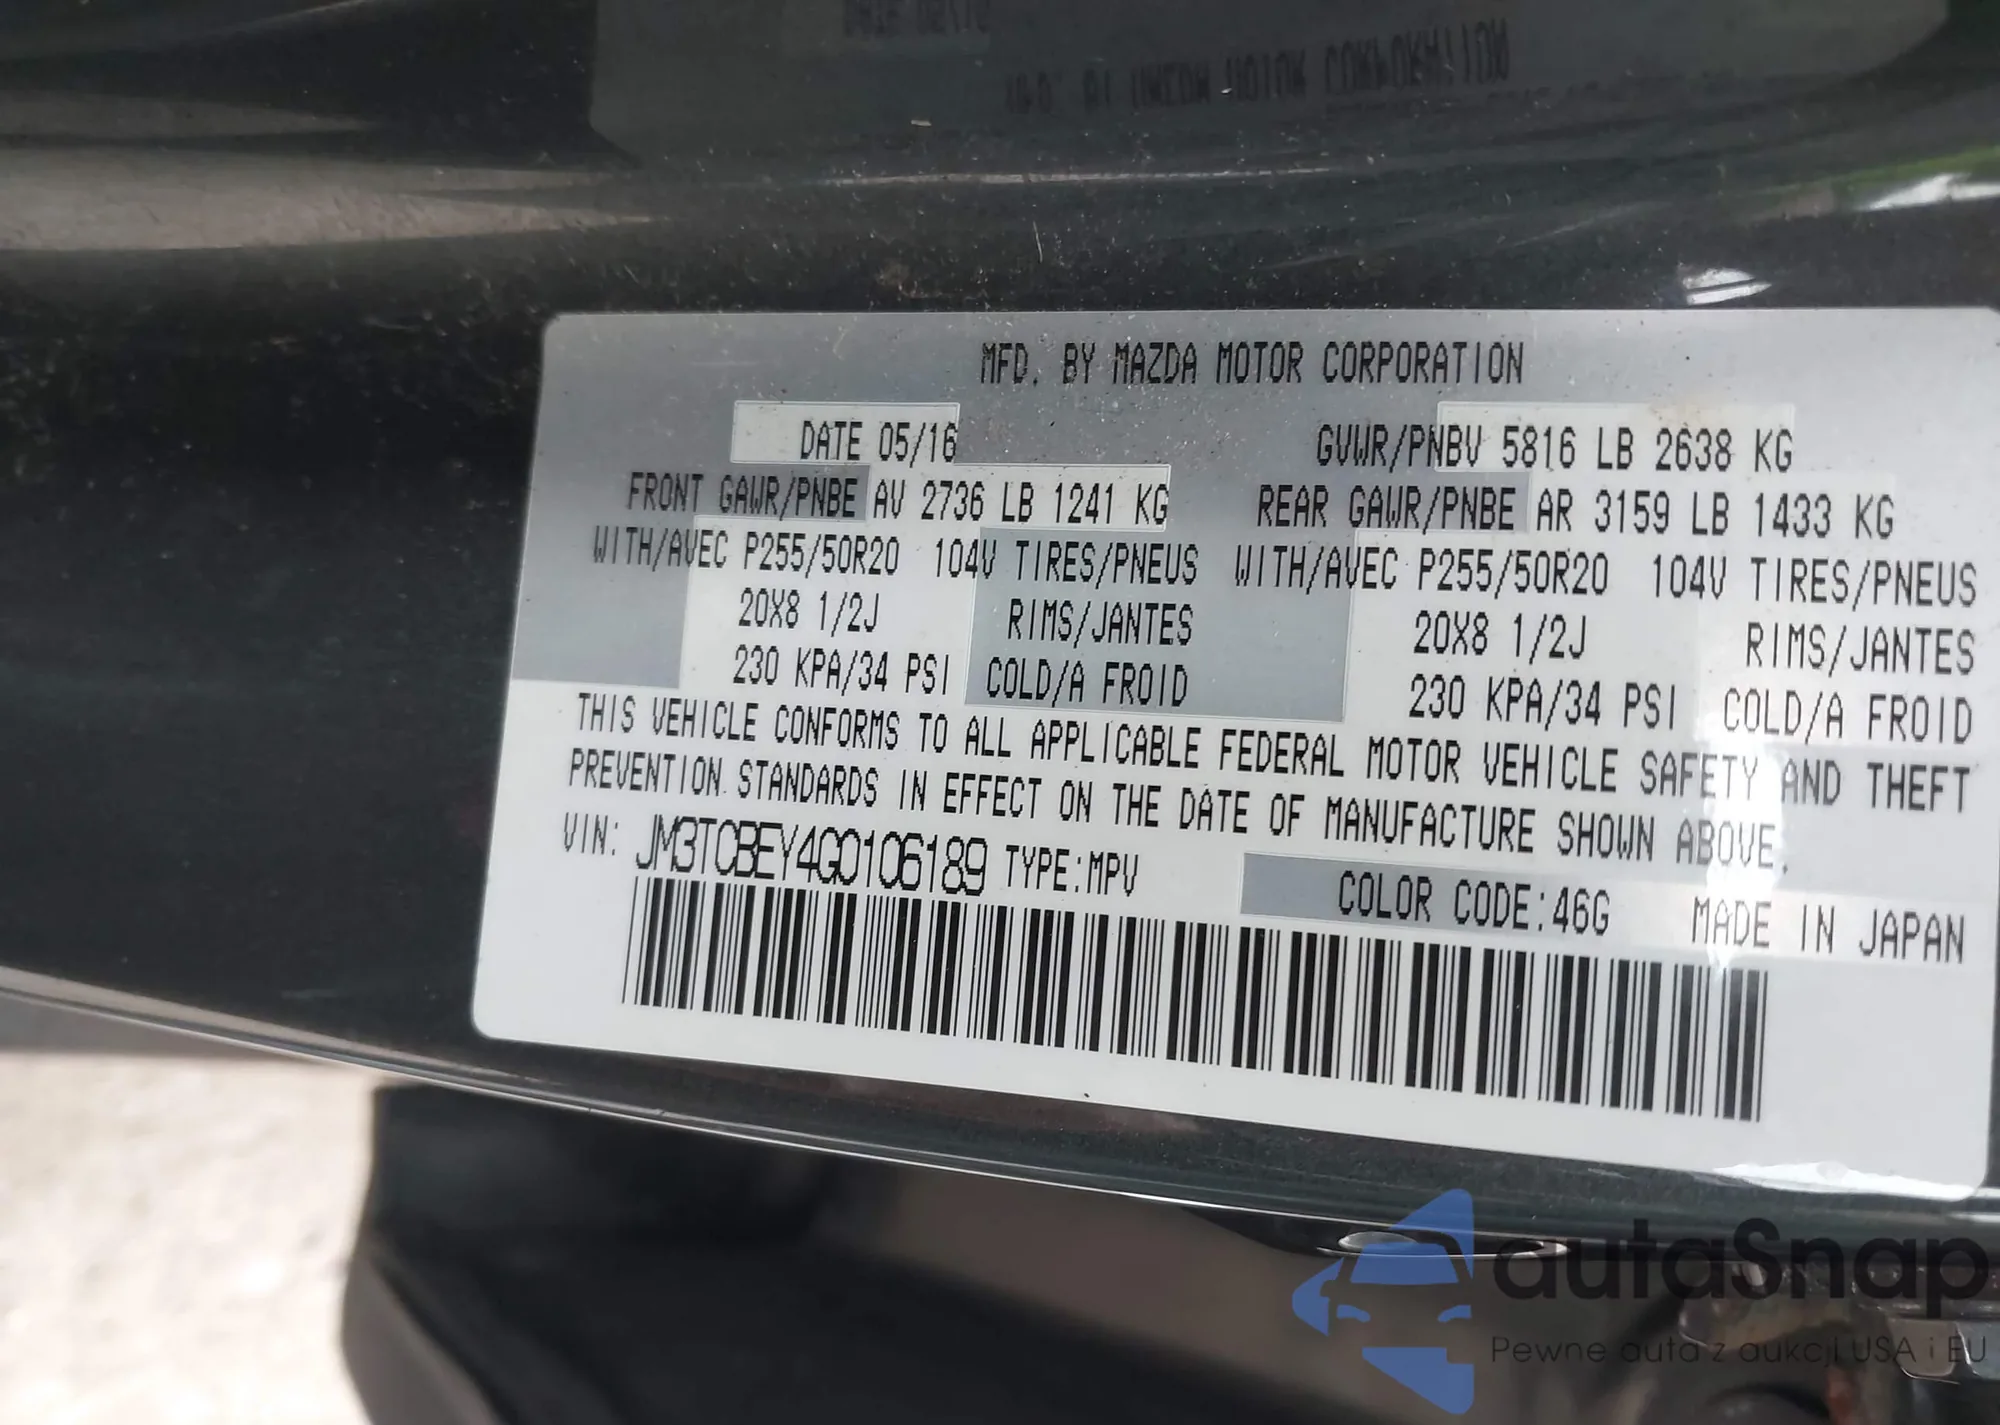 MFD. BY MAZDA MOTOR CORPORATION
DATE 05/16 GVWR/PNBV 5816 LB 2638 KG
FRONT GAWR/PNBE AV 2736 LB 1241 KG REAR GAWR/PNBE AR 3159 LB 1433 KG
WITH/AVEC P255/50R20 104V TIRES/PNEUS WITH/AVEC P255/50R20 104V TIRES/PNEUS
20X8 1/2J RIMS/JANTES 20X8 1/2J RIMS/JANTES
230 KPA/34 PSI COLD/A FROID 230 KPA/34 PSI COLD/A FROID
THIS VEHICLE CONFORMS TO ALL APPLICABLE FEDERAL MOTOR VEHICLE SAFETY AND THEFT
PREVENTION STANDARDS IN EFFECT ON THE DATE OF MANUFACTURE SHOWN ABOVE.
VIN: JM3TCBEY4G0106189 TYPE:MPV COLOR CODE:46G MADE IN JAPAN
autaSnap
Pewne auta z aukcji USA i EU